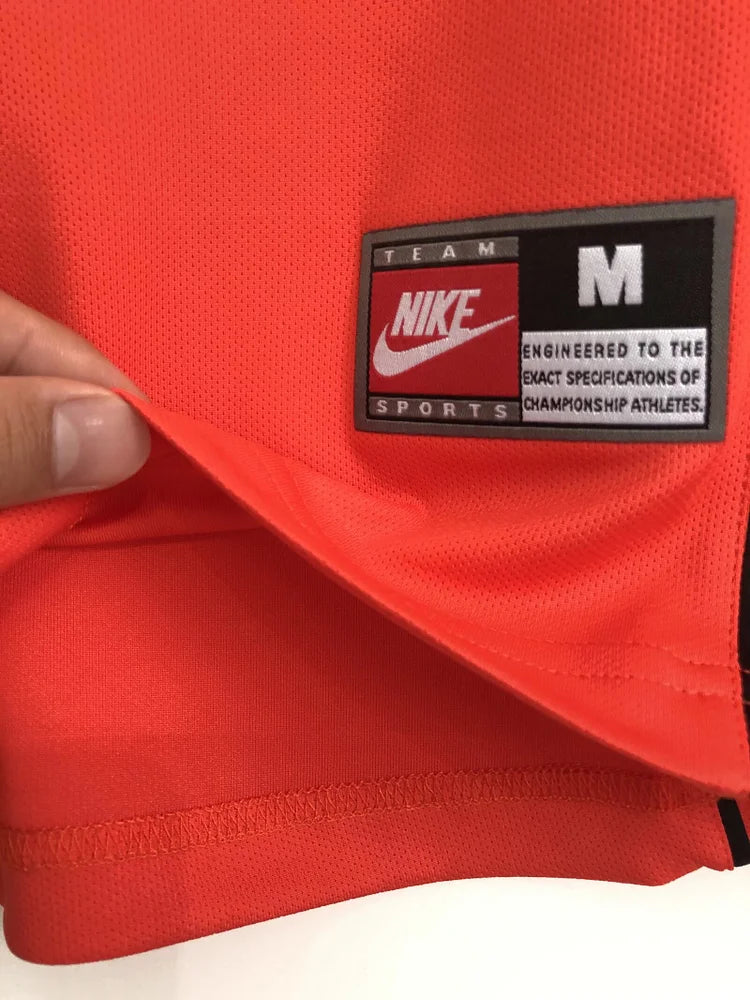 TEAM
NIKE
SPORTS
M
ENGINEERED TO THE
EXACT SPECIFICATIONS OF
CHAMPIONSHIP ATHLETES.